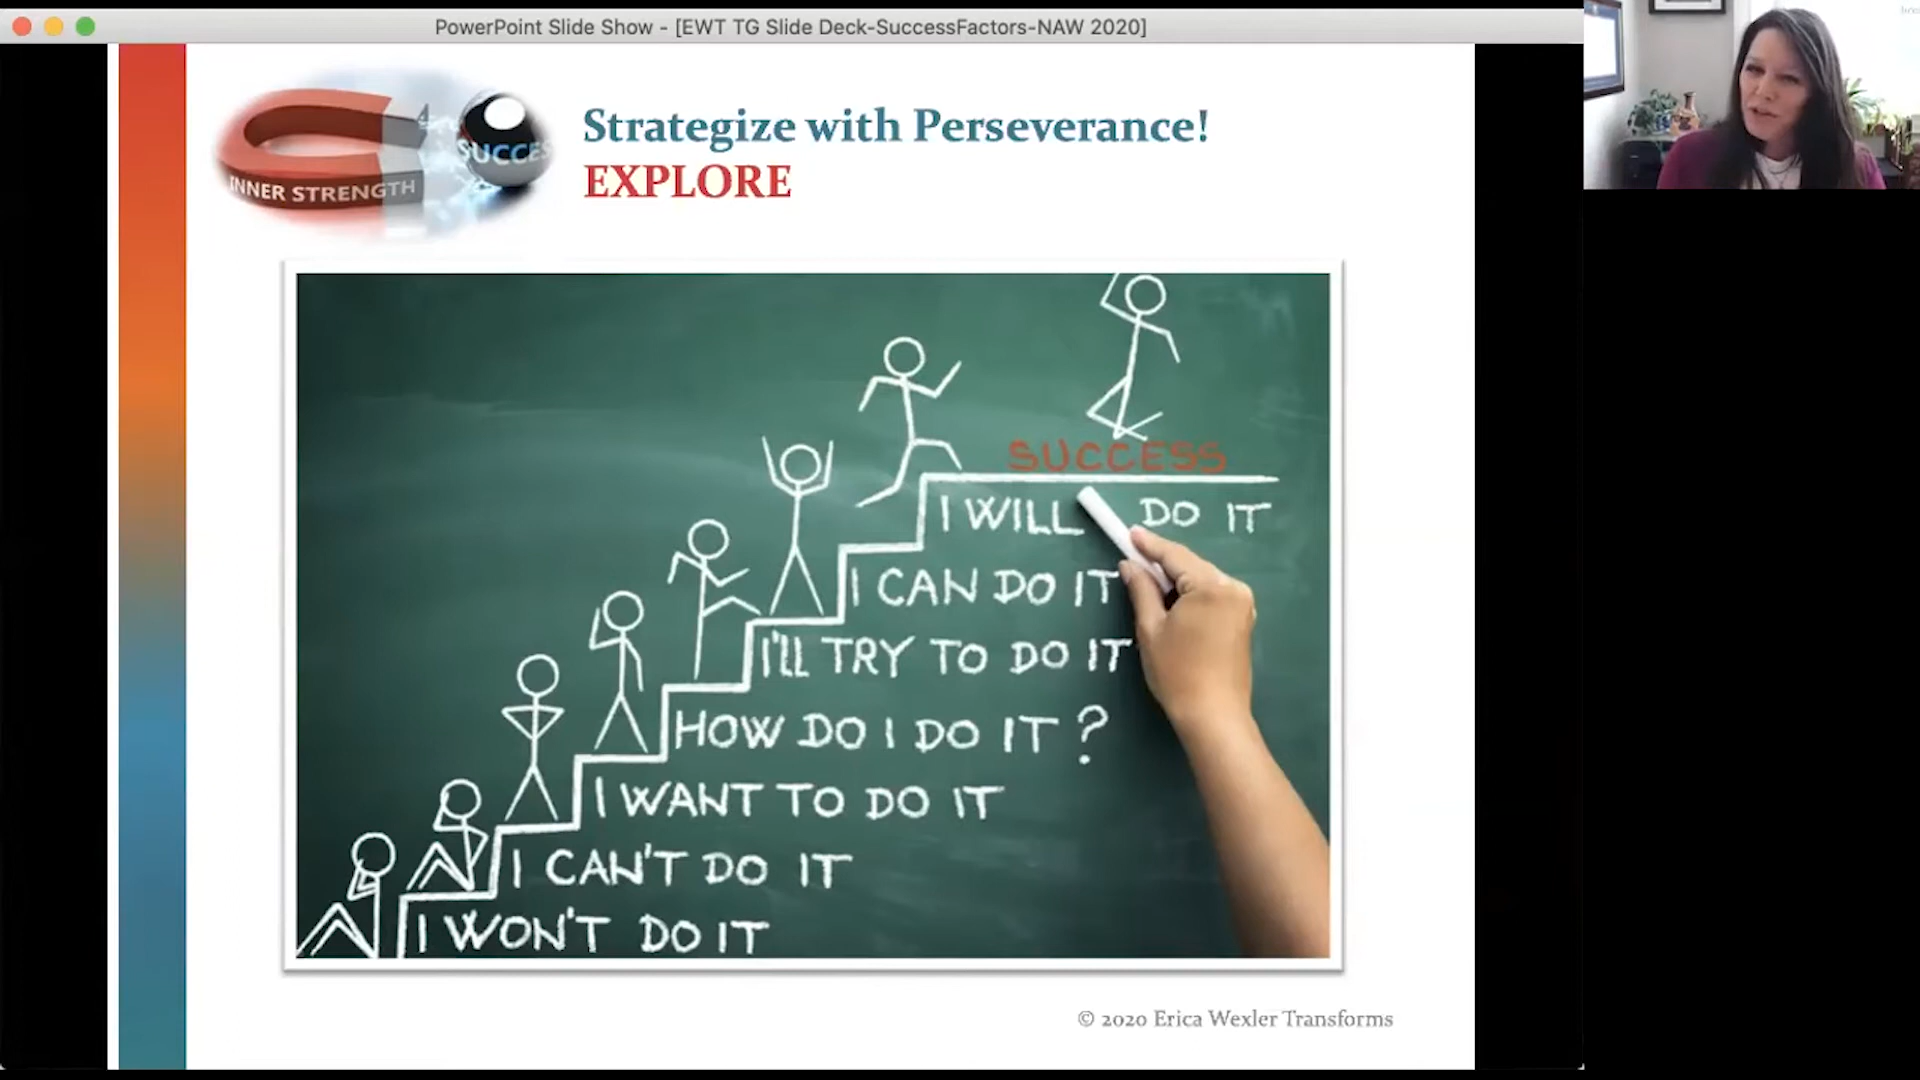 PowerPoint Slide Show - [EWT TG Slide Deck-SuccessFactors-NAW 2020]
INNER STRENGTH
SUCCES
Strategize with Perseverance!
EXPLORE
SUCCESS
I WILL DO IT
I CAN DO IT
I'LL TRY TO DO IT
HOW DO I DO IT?
I WANT TO DO IT
I CAN'T DO IT
I WON'T DO IT
© 2020 Erica Wexler Transforms